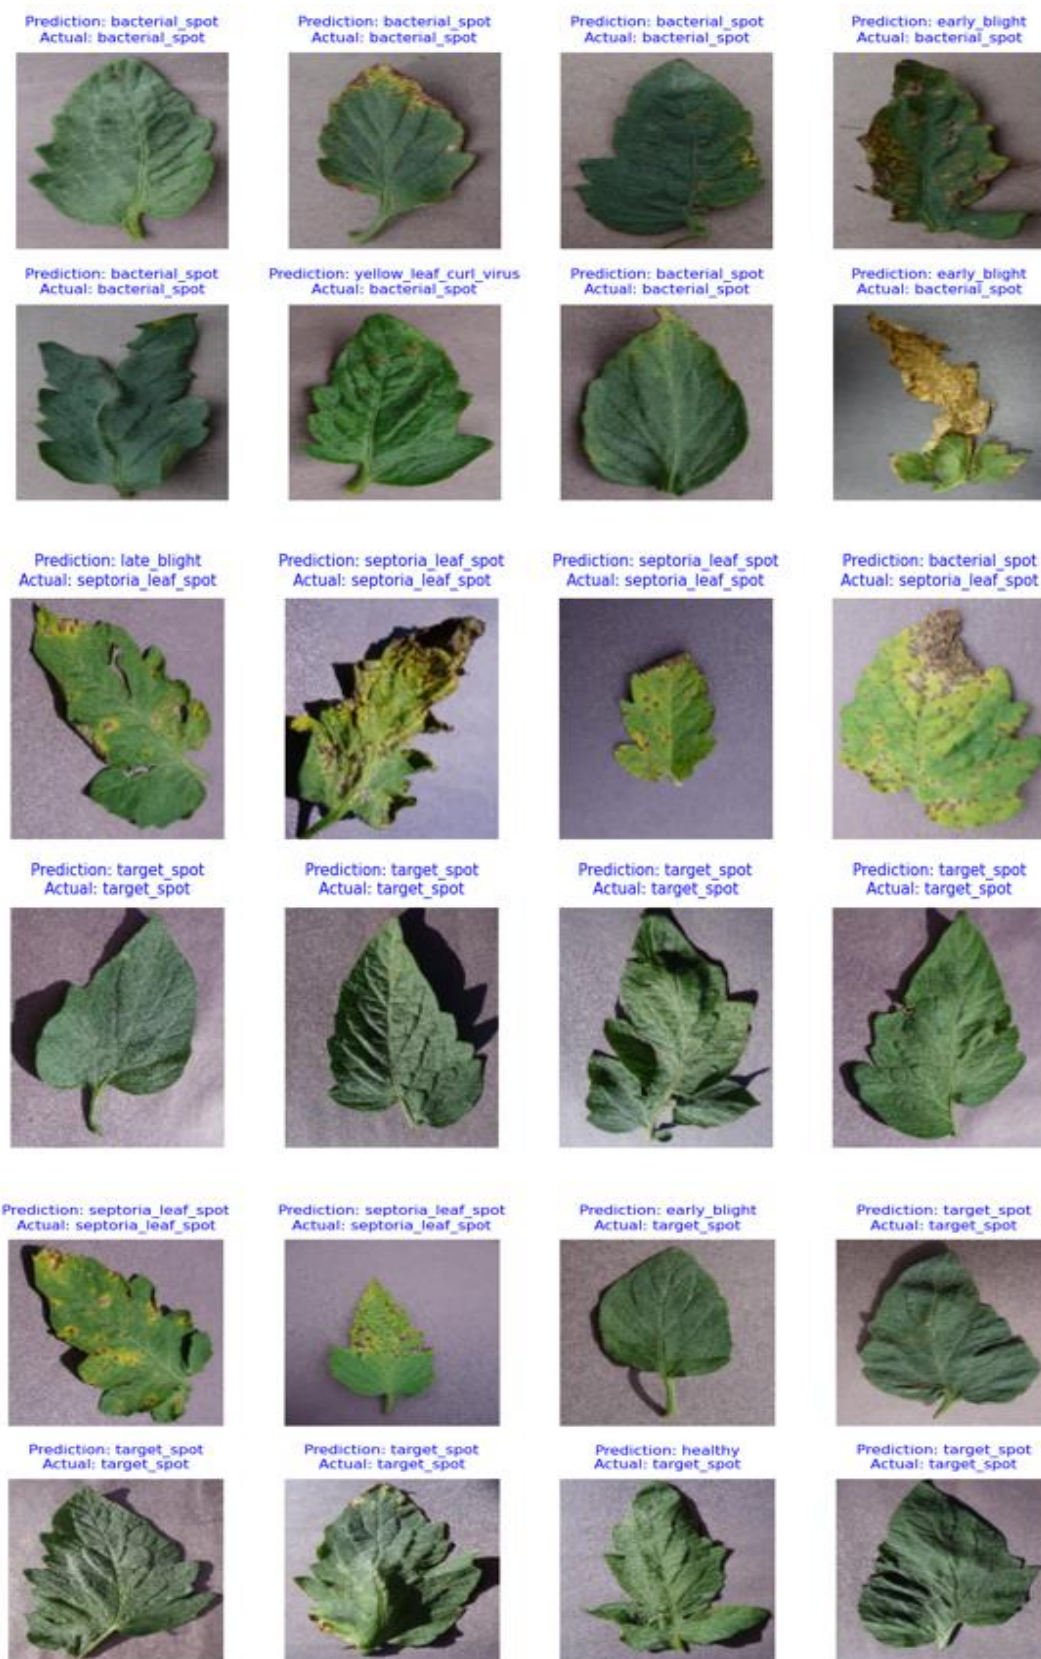 Prediction: bacterial_spot
Actual: bacterial_spot
Prediction: bacterial_spot
Actual: bacterial_spot
Prediction: bacterial_spot
Actual: bacterial_spot
Prediction: early_blight
Actual: bacterial_spot
Prediction: bacterial_spot
Actual: bacterial_spot
Prediction: yellow_leaf_curl_virus
Actual: bacterial_spot
Prediction: bacterial_spot
Actual: bacterial_spot
Prediction: early_blight
Actual: bacterial_spot
Prediction: late_blight
Actual: septoria_leaf_spot
Prediction: septoria_leaf_spot
Actual: septoria_leaf_spot
Prediction: septoria_leaf_spot
Actual: septoria_leaf_spot
Prediction: bacterial_spot
Actual: septoria_leaf_spot
Prediction: target_spot
Actual: target_spot
Prediction: target_spot
Actual: target_spot
Prediction: target_spot
Actual: target_spot
Prediction: target_spot
Actual: target_spot
Prediction: septoria_leaf_spot
Actual: septoria_leaf_spot
Prediction: septoria_leaf_spot
Actual: septoria_leaf_spot
Prediction: early_blight
Actual: target_spot
Prediction: target_spot
Actual: target_spot
Prediction: target_spot
Actual: target_spot
Prediction: target_spot
Actual: target_spot
Prediction: healthy
Actual: target_spot
Prediction: target_spot
Actual: target_spot